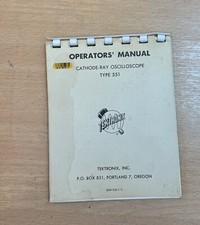 OPERATORS' MANUAL
CATHODE-RAY OSCILLOSCOPE
TYPE 551
TEKTRONIX, INC.
P.O. BOX 831, PORTLAND 7, OREGON